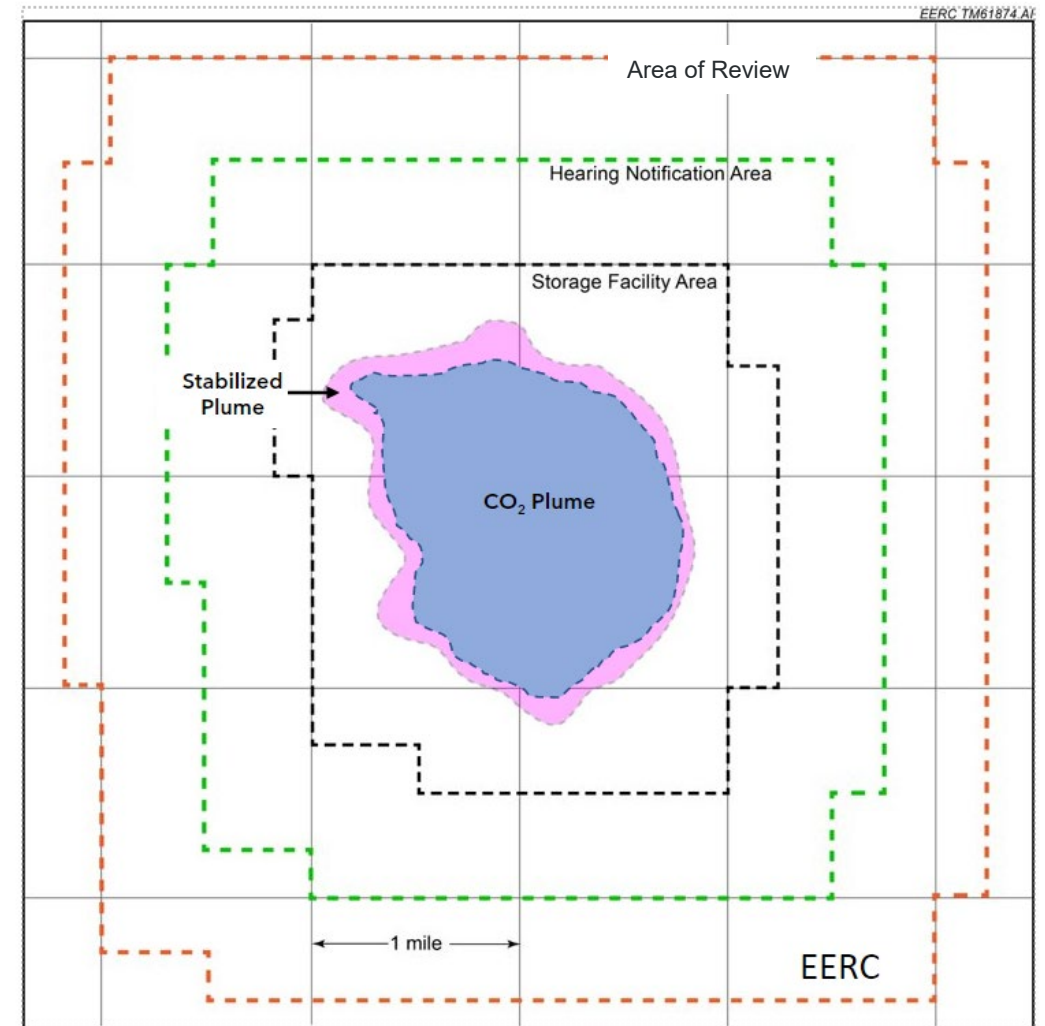 EERC TM61874.AI
Area of Review
Hearing Notification Area
Storage Facility Area
Stabilized
Plume
CO₂ Plume
1 mile
EERC